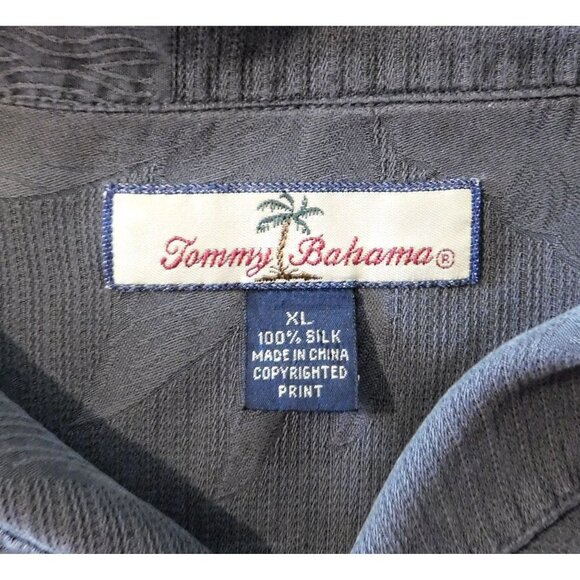 Tommy Bahama®
XL
100% SILK
MADE IN CHINA
COPYRIGHTED
PRINT